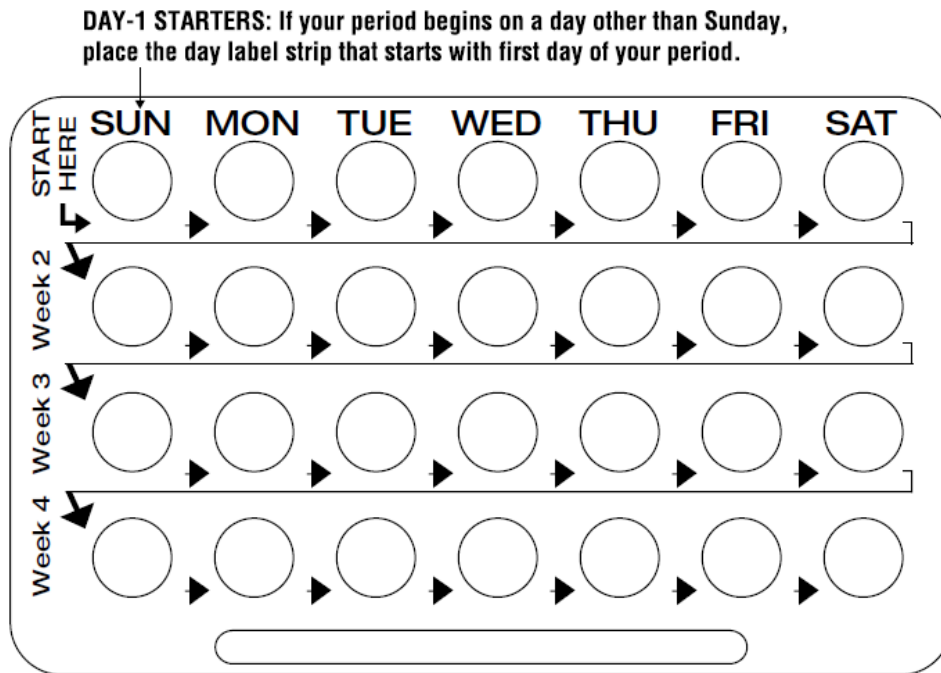 DAY-1 STARTERS: If your period begins on a day other than Sunday,
place the day label strip that starts with first day of your period.
START
HERE
SUN MON TUE WED THU FRI SAT
Week 2
Week 3
Week 4